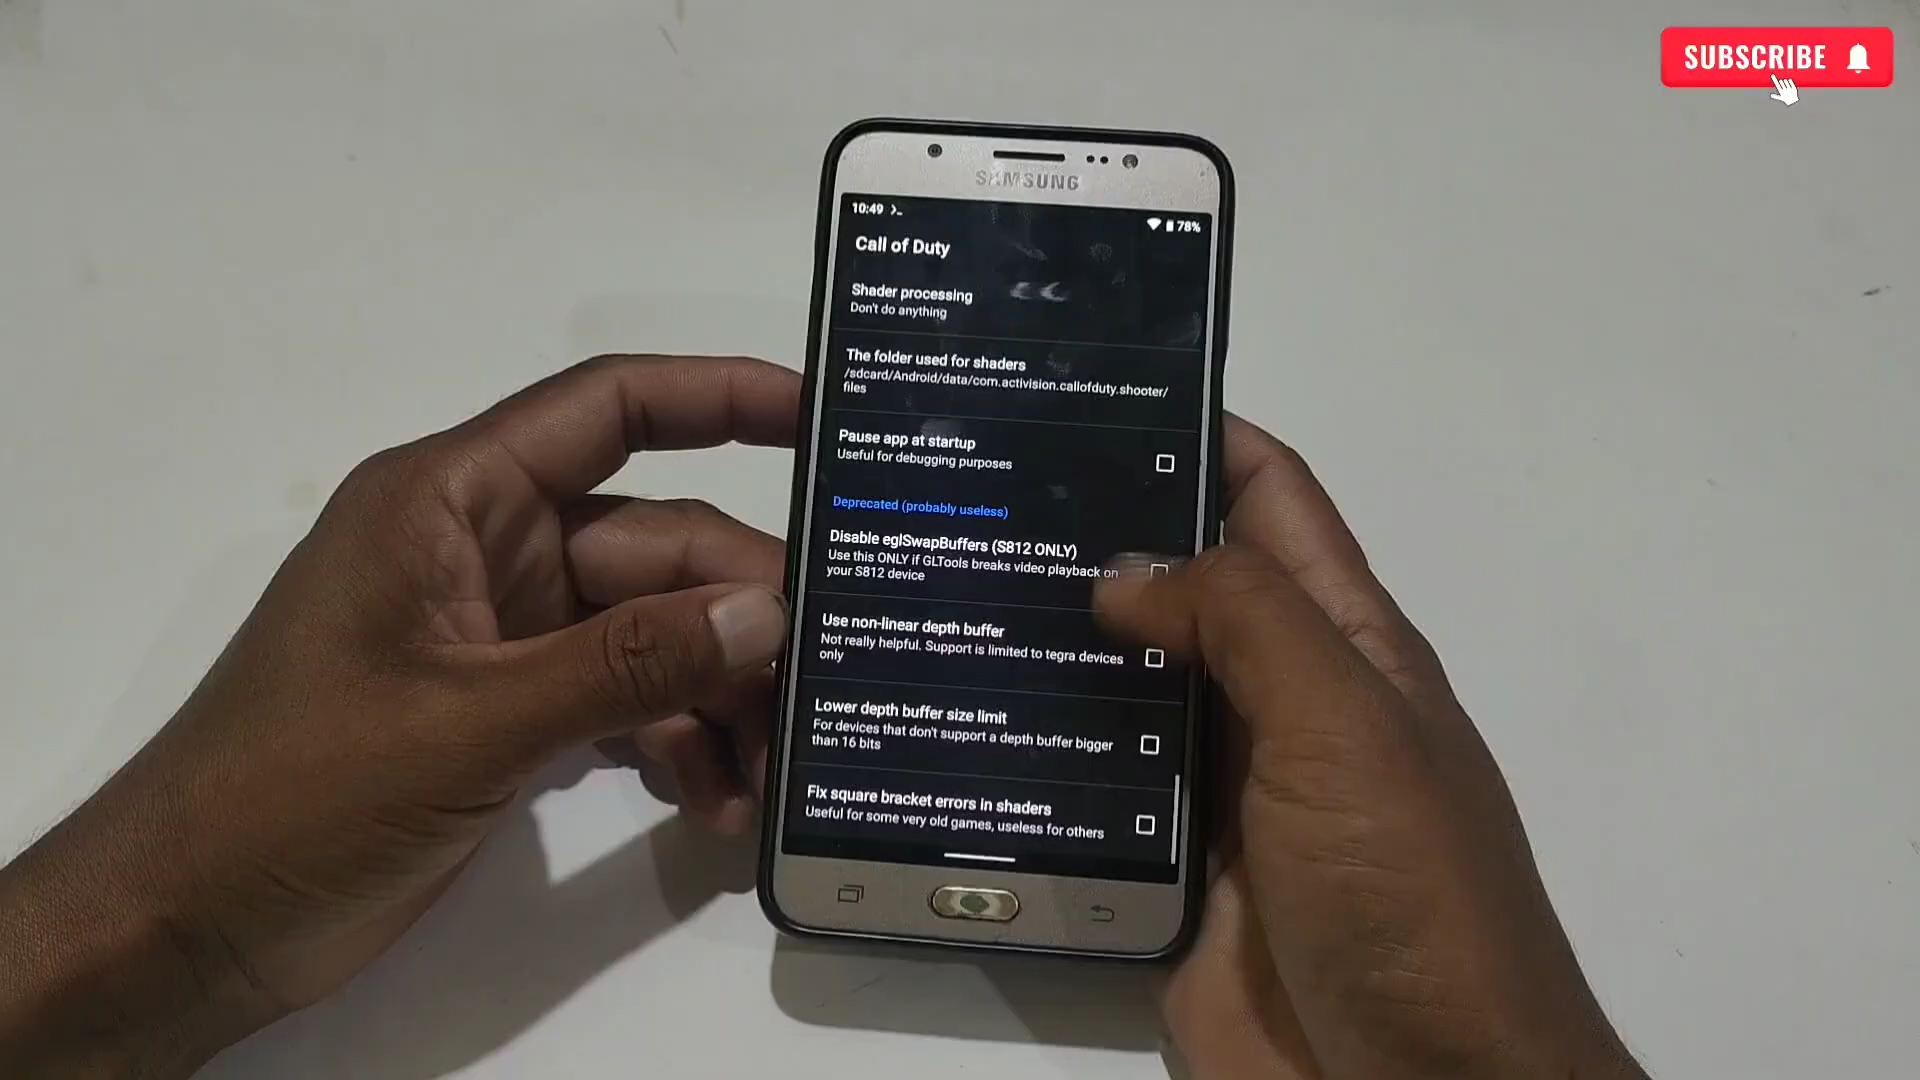 SUBSCRIBE
SAMSUNG
10:49
78%
Call of Duty
Shader processing
Don't do anything
The folder used for shaders
/sdcard/Android/data/com.activision.callofduty.shooter/
files
Pause app at startup
Useful for debugging purposes
Deprecated (probably useless)
Disable eglSwapBuffers (S812 ONLY)
Use this ONLY if GLTools breaks video playback on
your S812 device
Use non-linear depth buffer
Not really helpful. Support is limited to tegra devices
only
Lower depth buffer size limit
For devices that don't support a depth buffer bigger
than 16 bits
Fix square bracket errors in shaders
Useful for some very old games, useless for others